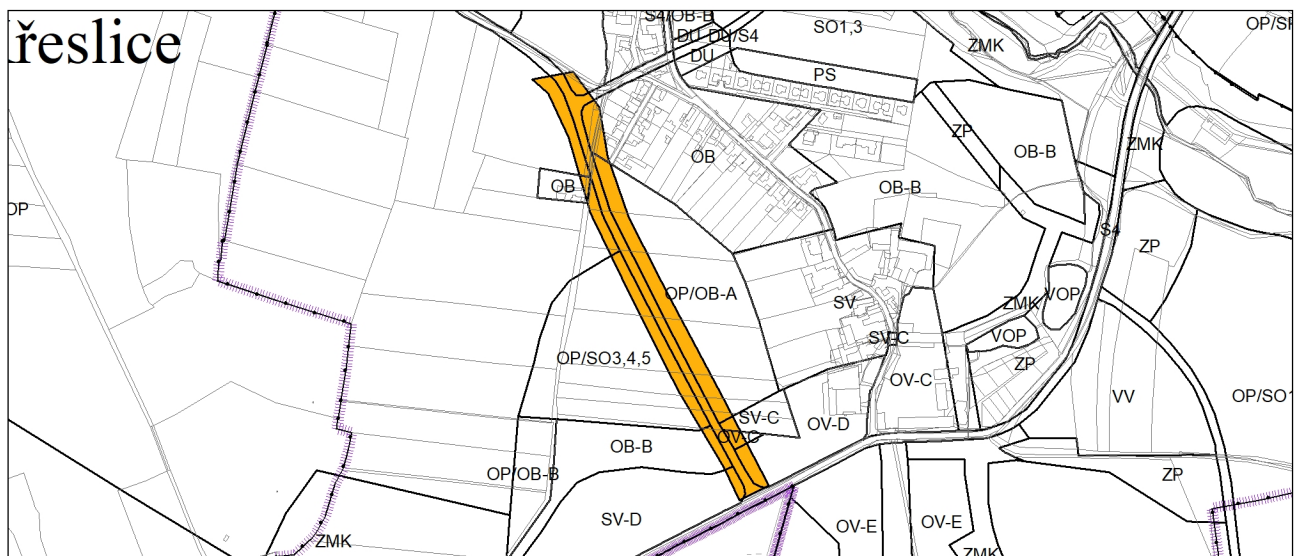 řeslice
S4/OB-B
DU DU/S4
DU
SO1,3
ZMK
OP/SF
PS
ZP
OB-B
ZMK
OB
OB
OB-B
OP
S4
ZP
OP/OB-A
SV
ZMK
VOP
VOP
SV-C
ZP
OP/SO3,4,5
OV-C
VV
OP/SO1
SV-C
OV-D
OV-C
OB-B
OP/OB-B
ZP
SV-D
OV-E
OV-E
ZMK
ZMK